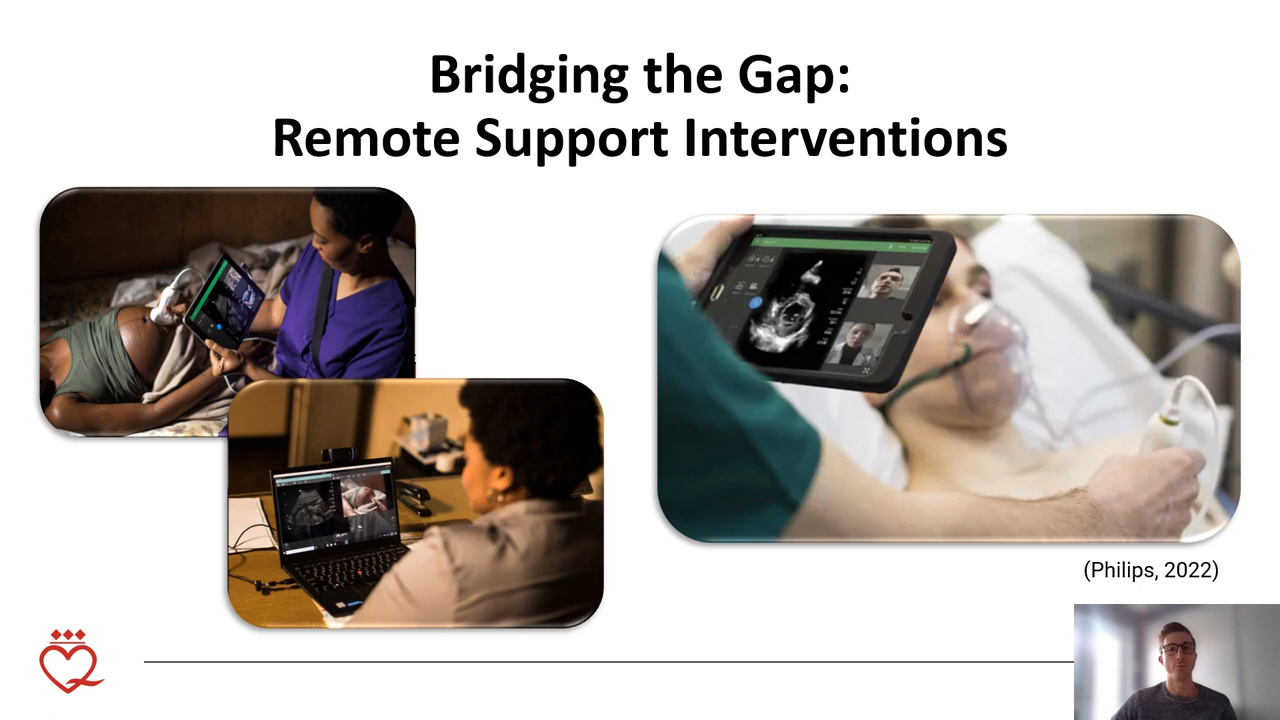 Bridging the Gap:
Remote Support Interventions
(Philips, 2022)